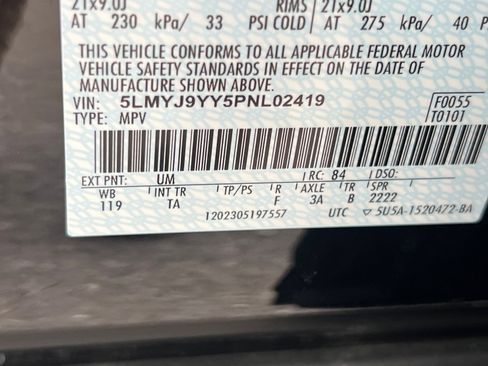 21x9.0J RIMS 21x9.0J
AT 230 kPa/ 33 PSI COLD AT 275 kPa/ 40 P
THIS VEHICLE CONFORMS TO ALL APPLICABLE FEDERAL MOTOR
VEHICLE SAFETY STANDARDS IN EFFECT ON THE DATE OF
MANUFACTURE SHOWN ABOVE.
VIN: 5LMYJ9YY5PNL02419 F0055
TYPE: MPV T0101
EXT PNT: UM RC: 84 DSO:
WB INT TR TP/PS R AXLE TR SPR
119 TA F 3A B 2222
1202305197557 UTC ▽ 5U5A-1520472-BA